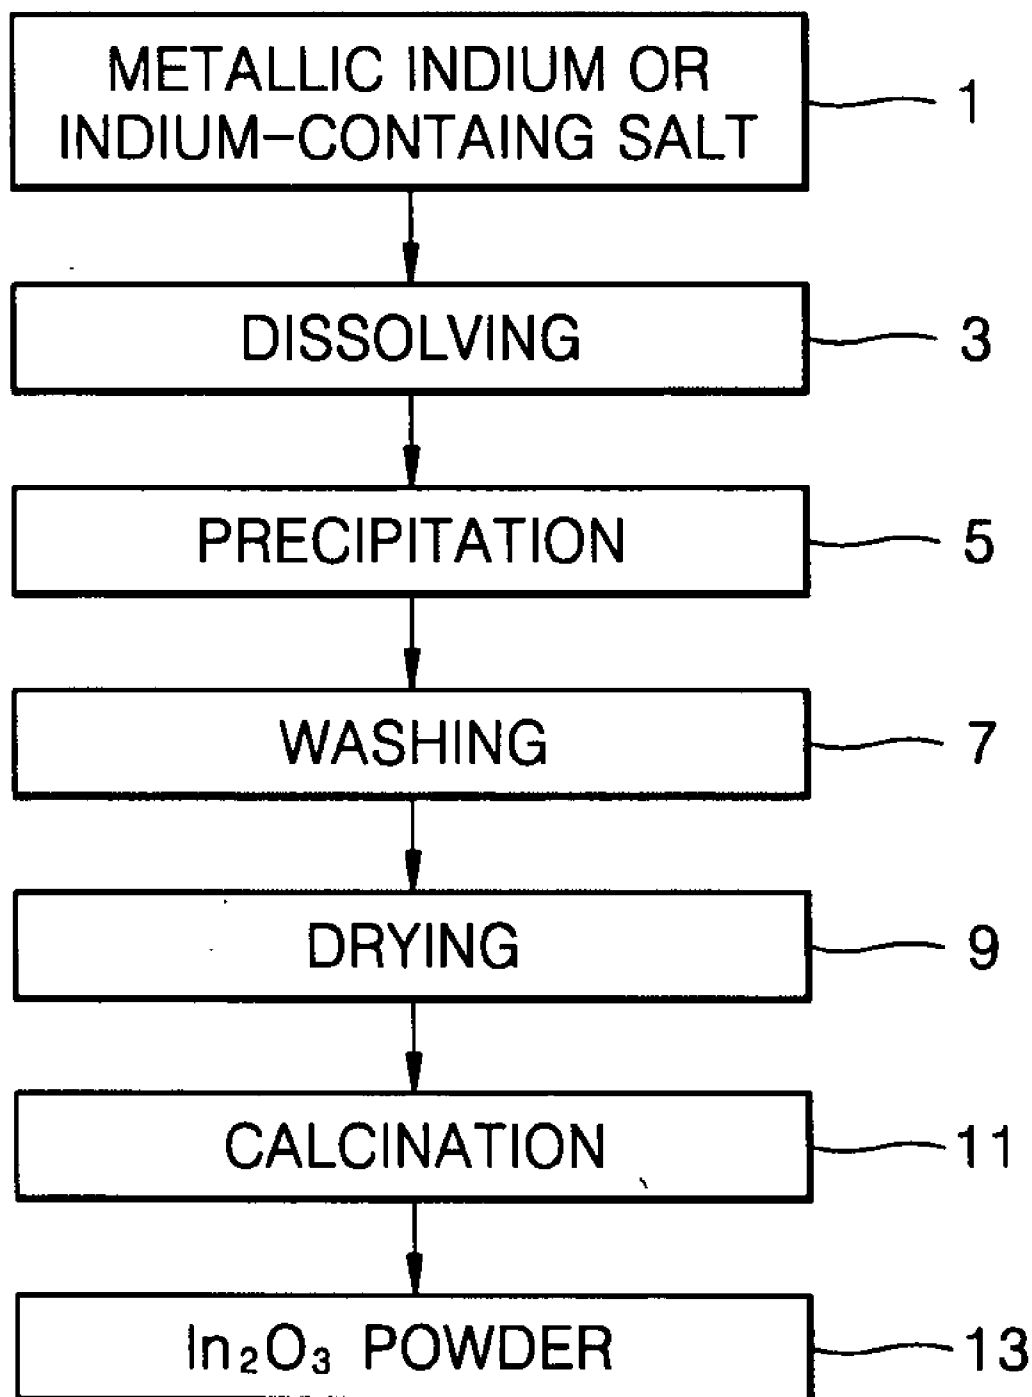 METALLIC INDIUM OR
INDIUM-CONTAING SALT
1
DISSOLVING
3
PRECIPITATION
5
WASHING
7
DRYING
9
CALCINATION
11
In₂O₃ POWDER
13